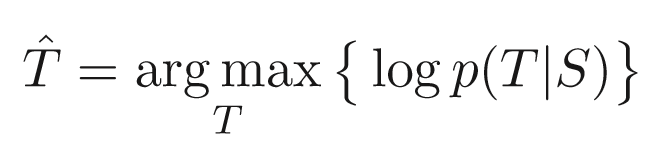 T̂ = arg max { log p(T|S) }
T